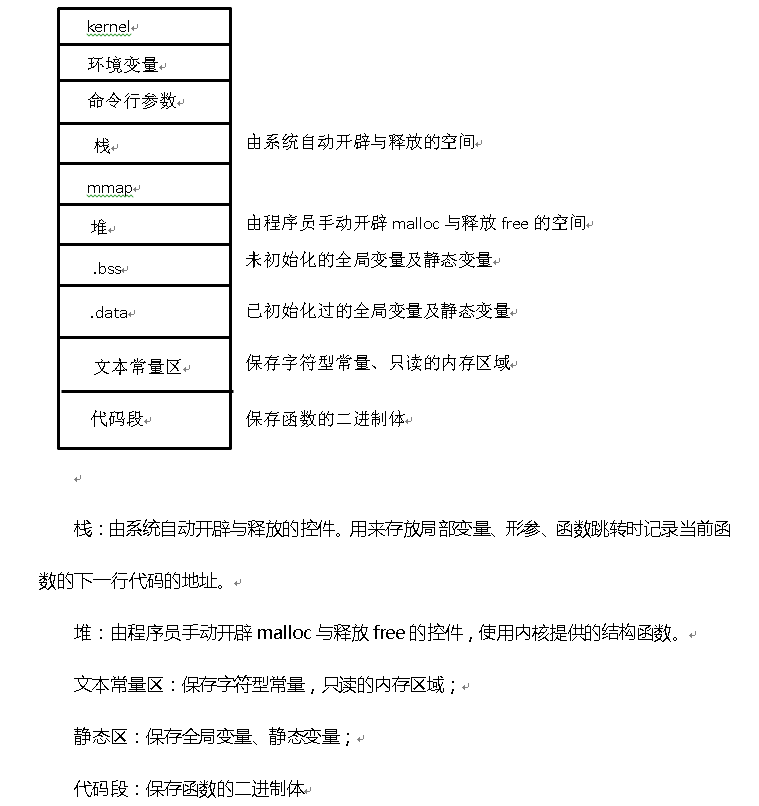 kernel
环境变量
命令行参数
栈 由系统自动开辟与释放的空间
mmap
堆 由程序员手动开辟 malloc 与释放 free 的空间
.bss 未初始化的全局变量及静态变量
.data 已初始化过的全局变量及静态变量
文本常量区 保存字符型常量、只读的内存区域
代码段 保存函数的二进制体
栈：由系统自动开辟与释放的控件。用来存放局部变量、形参、函数跳转时记录当前函
数的下一行代码的地址。
堆：由程序员手动开辟 malloc 与释放 free 的控件，使用内核提供的结构函数。
文本常量区：保存字符型常量，只读的内存区域；
静态区：保存全局变量、静态变量；
代码段：保存函数的二进制体